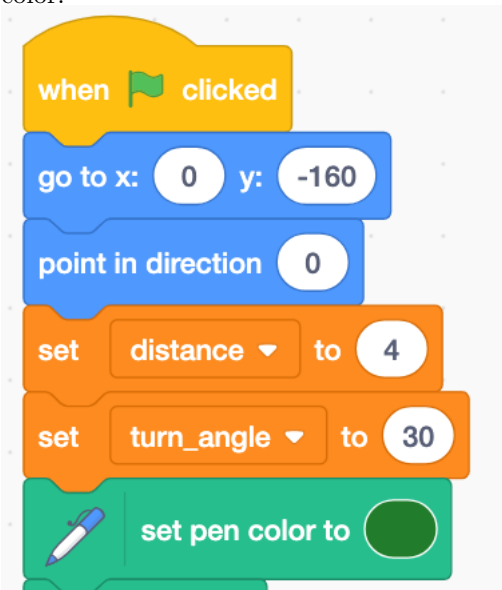 color.
when clicked
go to x: 0 y: -160
point in direction 0
set distance to 4
set turn_angle to 30
set pen color to